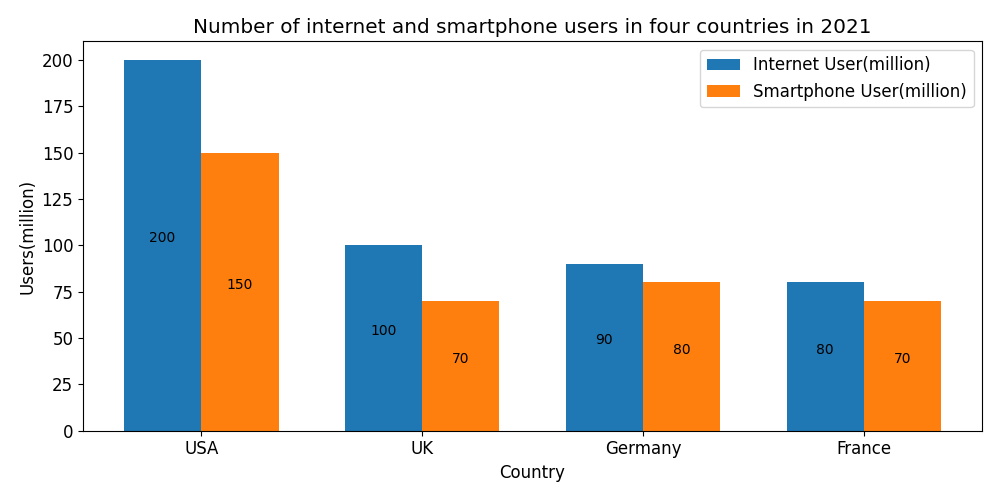 Number of internet and smartphone users in four countries in 2021
Internet User(million)
Smartphone User(million)
Users(million)
200
175
150
125
100
75
50
25
0
200
150
100
70
90
80
80
70
USA UK Germany France
Country